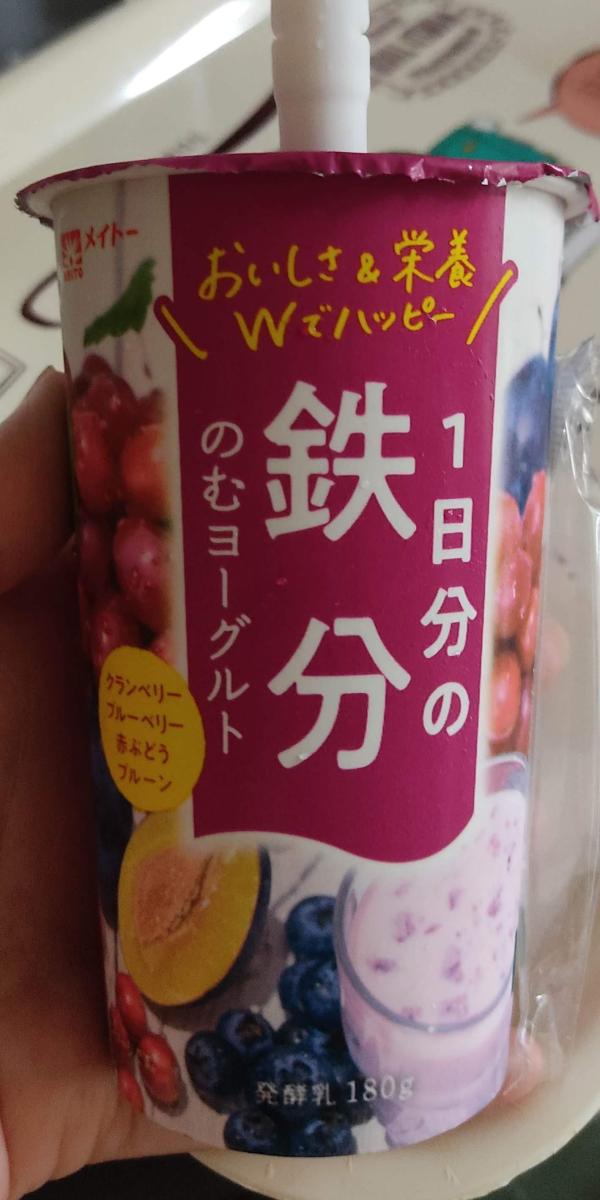 メイトー
おいしさ&栄養
Wでハッピー
1日分の
鉄分
のむヨーグルト
クランベリー
ブルーベリー
赤ぶどう
プルーン
発酵乳 180g